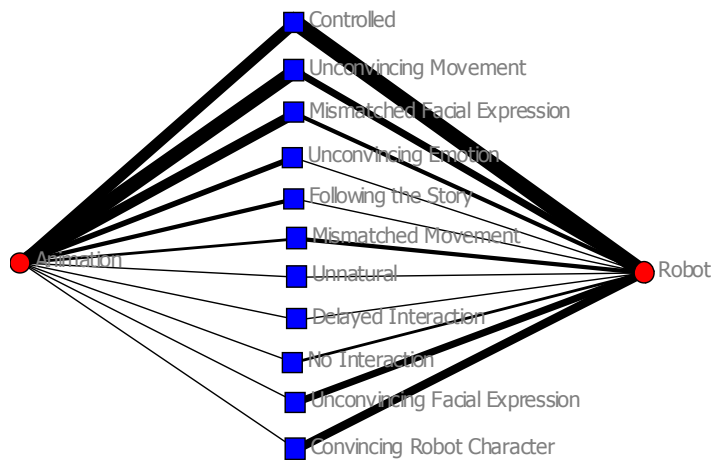 Controlled
Unconvincing Movement
Mismatched Facial Expression
Unconvincing Emotion
Following the Story
Mismatched Movement
Animation
Unnatural
Robot
Delayed Interaction
No Interaction
Unconvincing Facial Expression
Convincing Robot Character